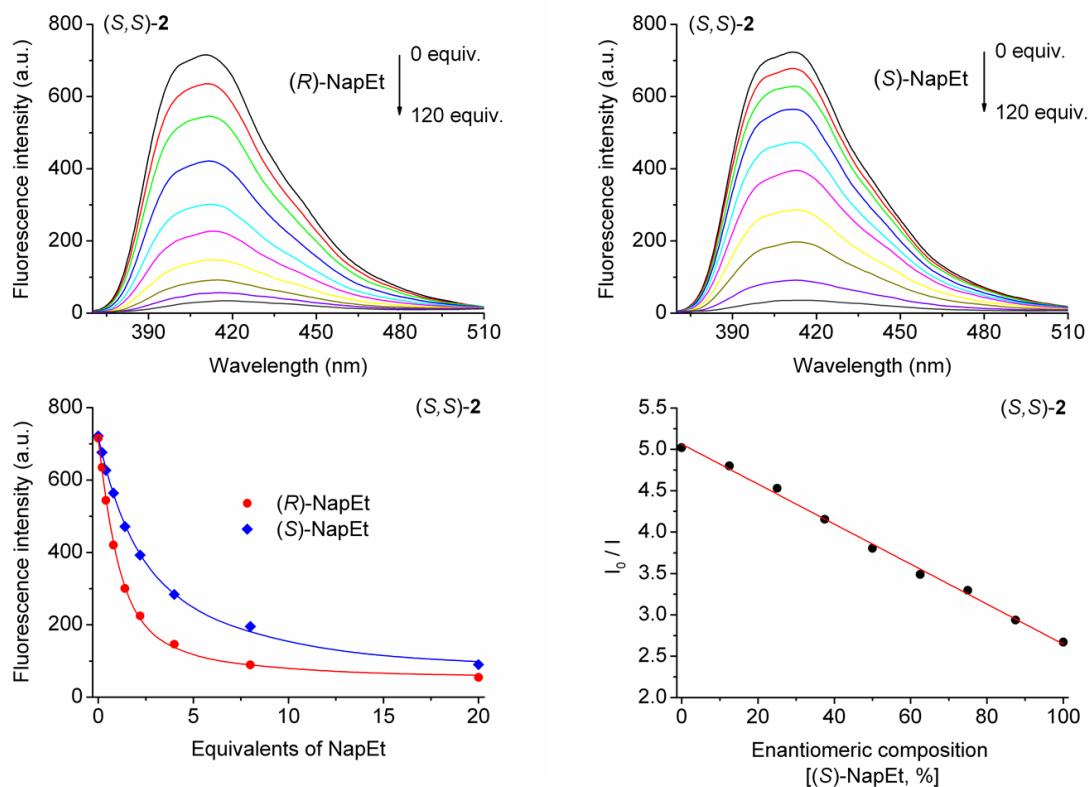 (S,S)-2
(R)-NapEt
0 equiv.
120 equiv.
Fluorescence intensity (a.u.)
800
600
400
200
0
390 420 450 480 510
Wavelength (nm)
(S,S)-2
(S)-NapEt
0 equiv.
120 equiv.
Fluorescence intensity (a.u.)
800
600
400
200
0
390 420 450 480 510
Wavelength (nm)
(S,S)-2
(R)-NapEt
(S)-NapEt
Fluorescence intensity (a.u.)
800
600
400
200
0
0 5 10 15 20
Equivalents of NapEt
(S,S)-2
I0 / I
5.5
5.0
4.5
4.0
3.5
3.0
2.5
2.0
0 20 40 60 80 100
Enantiomeric composition
[(S)-NapEt, %]